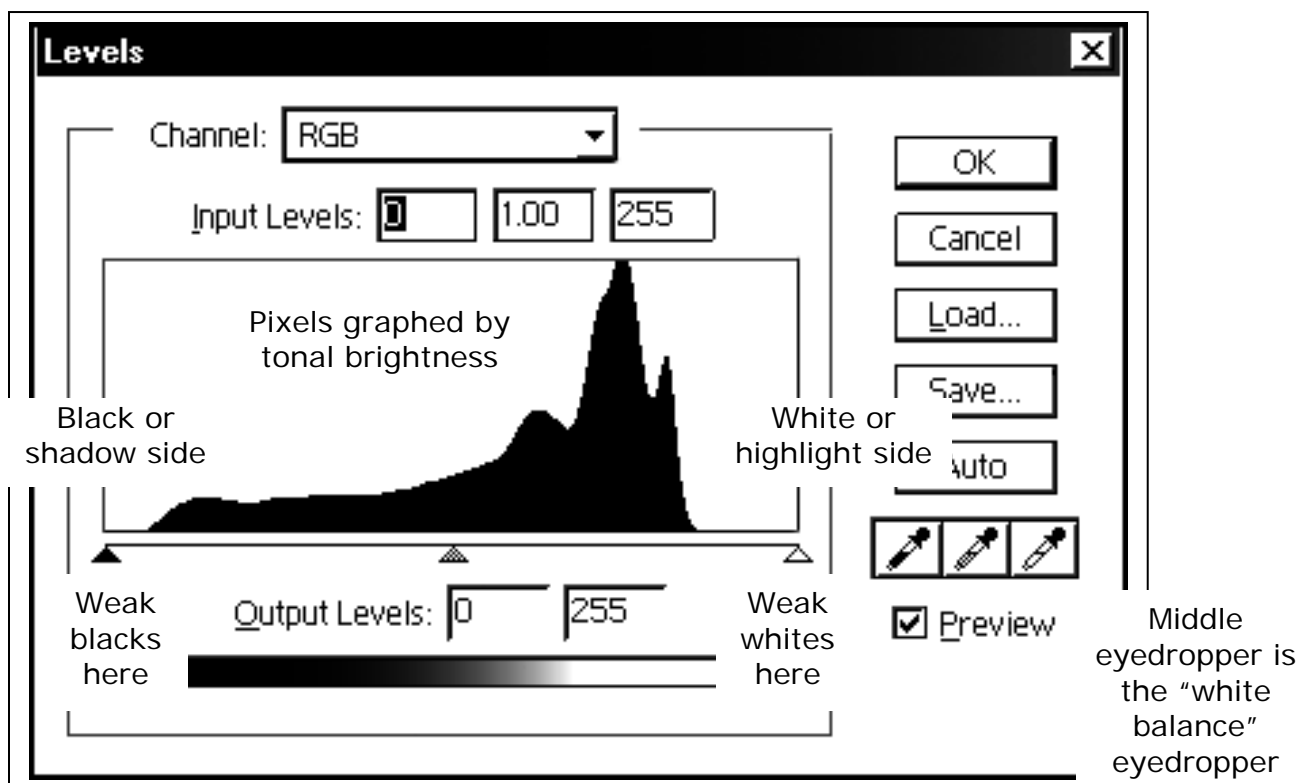 Levels
Channel: RGB
OK
Input Levels: 0 1.00 255
Cancel
Pixels graphed by
tonal brightness
Load...
Save...
Black or
shadow side
White or
highlight side
Auto
Weak
blacks
here
Output Levels: 0 255
Weak
whites
here
Preview
Middle
eyedropper is
the “white
balance”
eyedropper